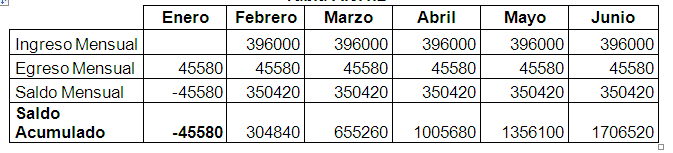 Enero Febrero Marzo Abril Mayo Junio
Ingreso Mensual 396000 396000 396000 396000 396000
Egreso Mensual 45580 45580 45580 45580 45580 45580
Saldo Mensual -45580 350420 350420 350420 350420 350420
Saldo
Acumulado -45580 304840 655260 1005680 1356100 1706520